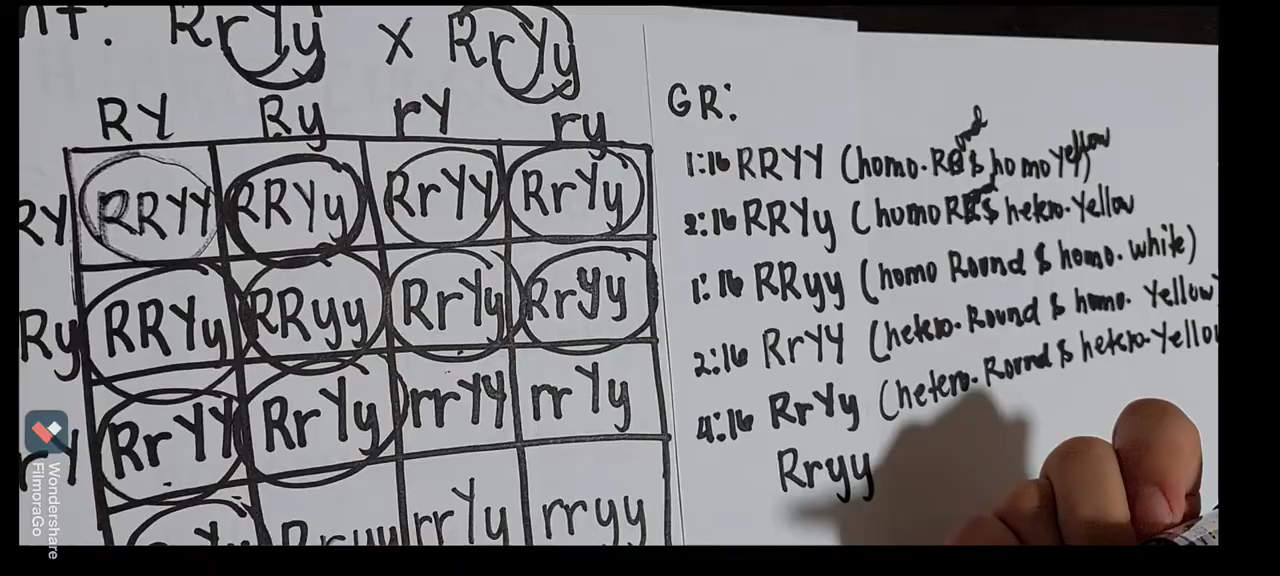 RrYy x RrYy
RY Ry rY ry
RY RRYY RRYy RrYY RrYy
Ry RRYy RRyy RrYy Rryy
rY RrYY RrYy rrYY rrYy
Rryy rrYy rryy
GR:
1:16 RRYY (homo. Round & homo Yellow)
2:16 RRYy (homo & hetero. Yellow
1:16 RRyy (homo Round & homo. white)
2:16 RrYY (hetero. Round & homo. Yellow)
4:16 RrYy (hetero. Round & hetero. Yello
Rryy
Wondershare
FilmoraGo